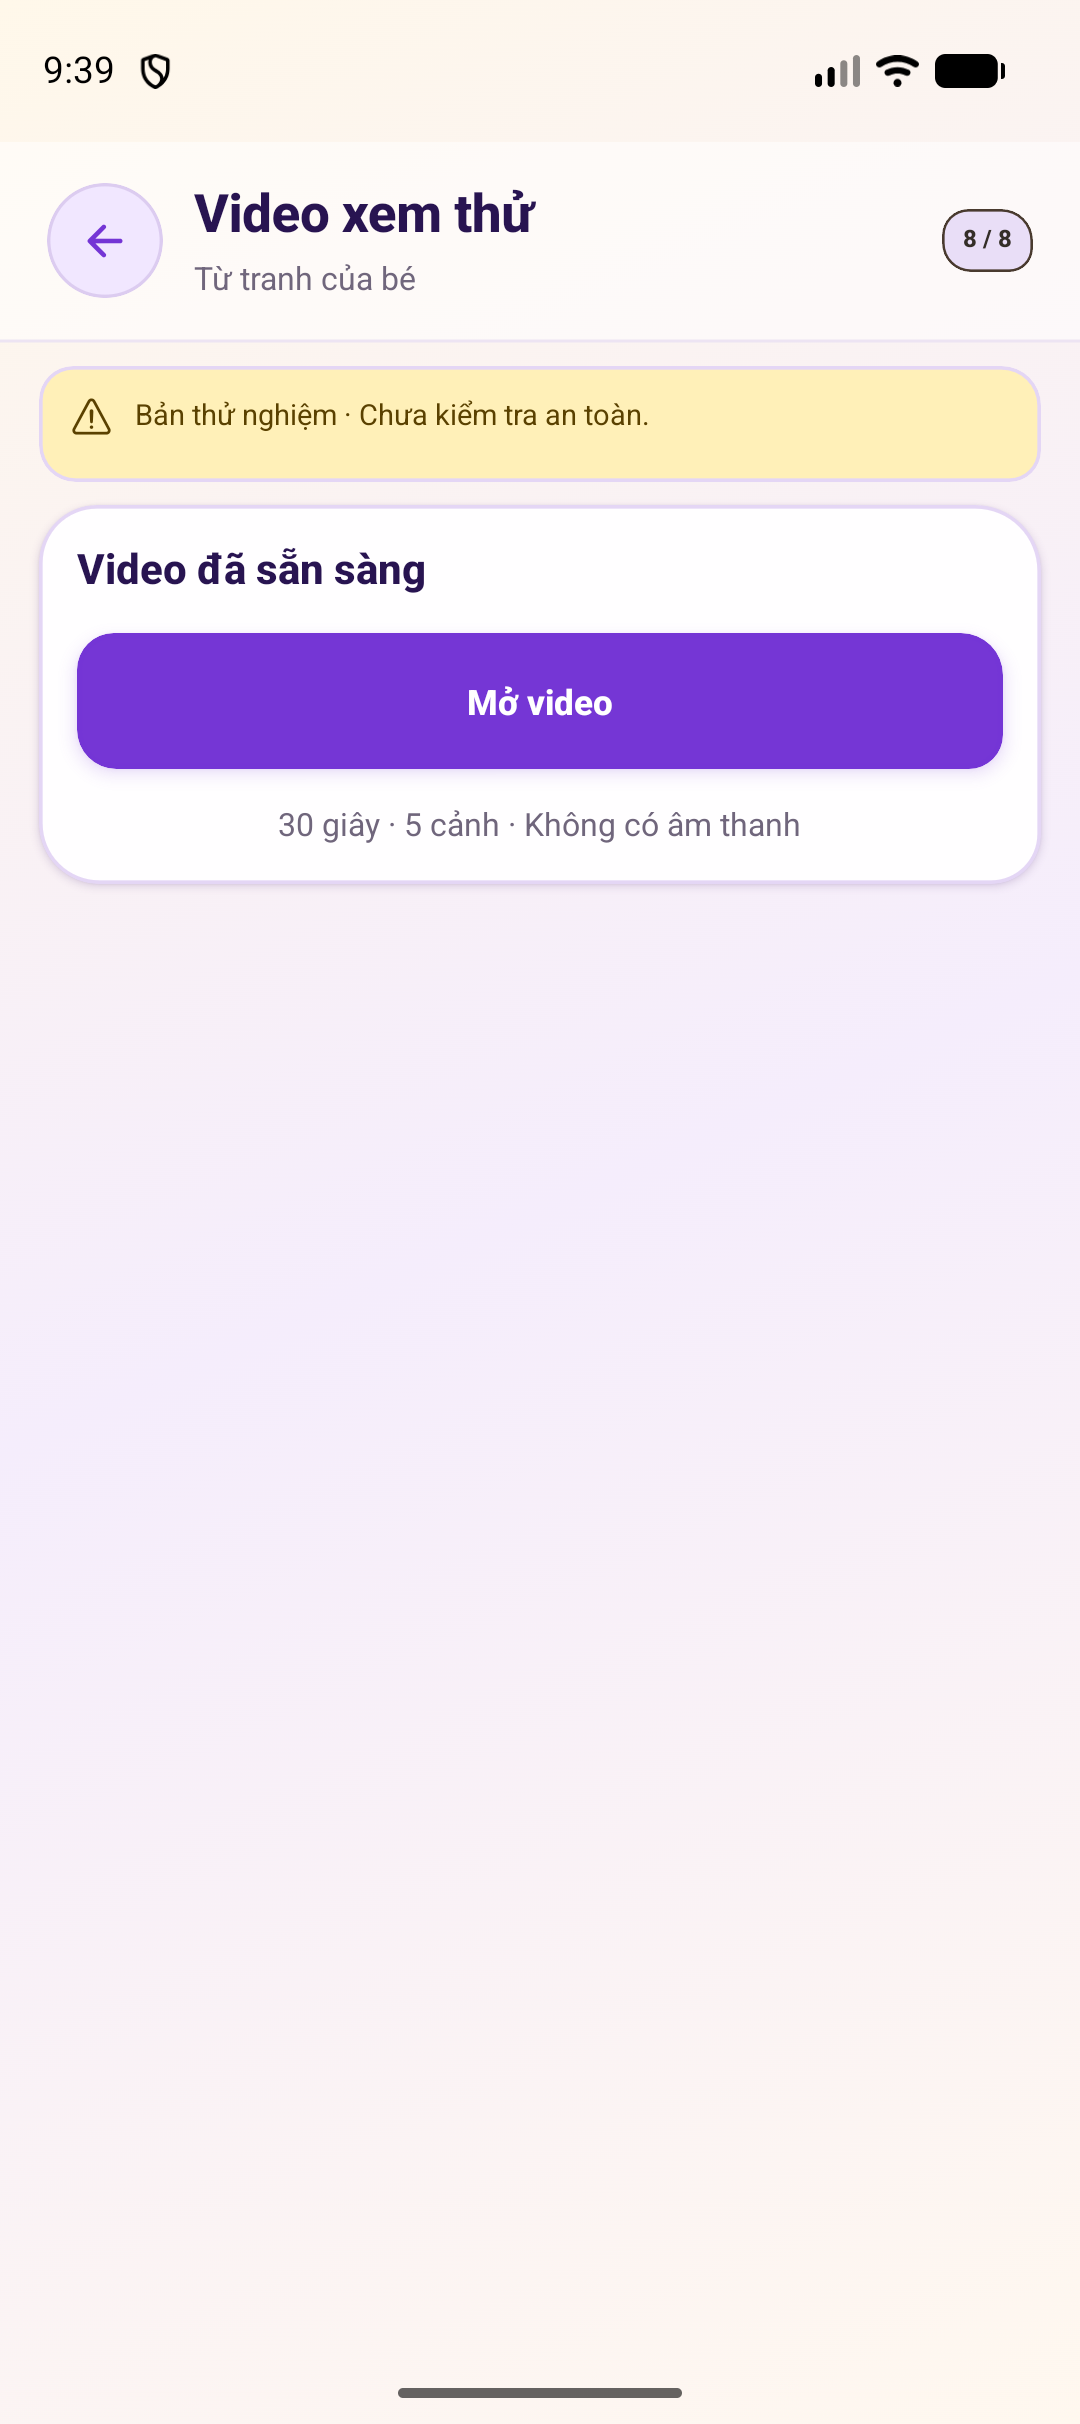 9:39
Video xem thử
Từ tranh của bé
8 / 8
Bản thử nghiệm · Chưa kiểm tra an toàn.
Video đã sẵn sàng
Mở video
30 giây · 5 cảnh · Không có âm thanh